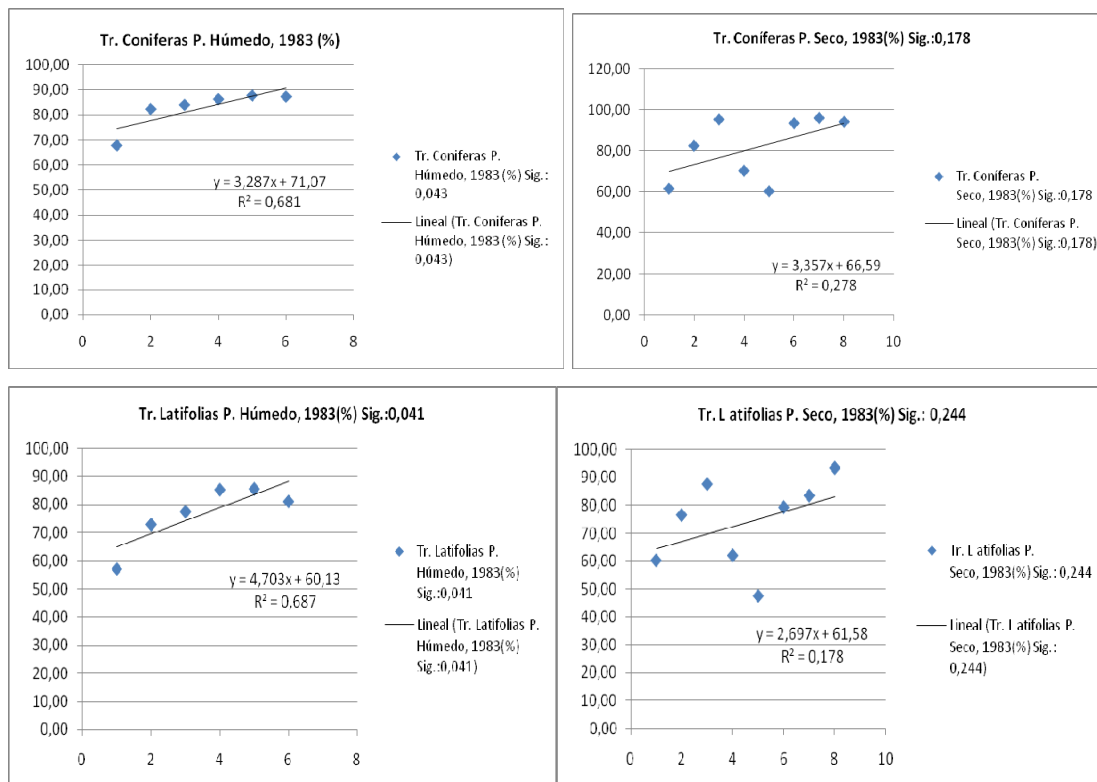 Tr. Coniferas P. Húmedo, 1983 (%)
100,00
90,00
80,00
70,00
60,00
50,00
40,00
30,00
20,00
10,00
0,00
0 2 4 6 8
y = 3,287x + 71,07
R² = 0,681
Tr. Coniferas P.
Húmedo, 1983 (%) Sig.:
0,043
Lineal (Tr. Coniferas P.
Húmedo, 1983 (%) Sig.:
0,043)
Tr. Coníferas P. Seco, 1983(%) Sig.:0,178
120,00
100,00
80,00
60,00
40,00
20,00
0,00
0 2 4 6 8 10
y = 3,357x + 66,59
R² = 0,278
Tr. Coníferas P.
Seco, 1983(%) Sig.:0,178
Lineal (Tr. Coníferas P.
Seco, 1983(%) Sig.:0,178)
Tr. Latifolias P. Húmedo, 1983(%) Sig.:0,041
100,00
90,00
80,00
70,00
60,00
50,00
40,00
30,00
20,00
10,00
0,00
0 2 4 6 8
y = 4,703x + 60,13
R² = 0,687
Tr. Latifolias P.
Húmedo, 1983(%)
Sig.:0,041
Lineal (Tr. Latifolias P.
Húmedo, 1983(%)
Sig.:0,041)
Tr. L atifolias P. Seco, 1983(%) Sig.: 0,244
100,00
90,00
80,00
70,00
60,00
50,00
40,00
30,00
20,00
10,00
0,00
0 2 4 6 8 10
y = 2,697x + 61,58
R² = 0,178
Tr. L atifolias P.
Seco, 1983(%) Sig.: 0,244
Lineal (Tr. L atifolias P.
Seco, 1983(%) Sig.:
0,244)